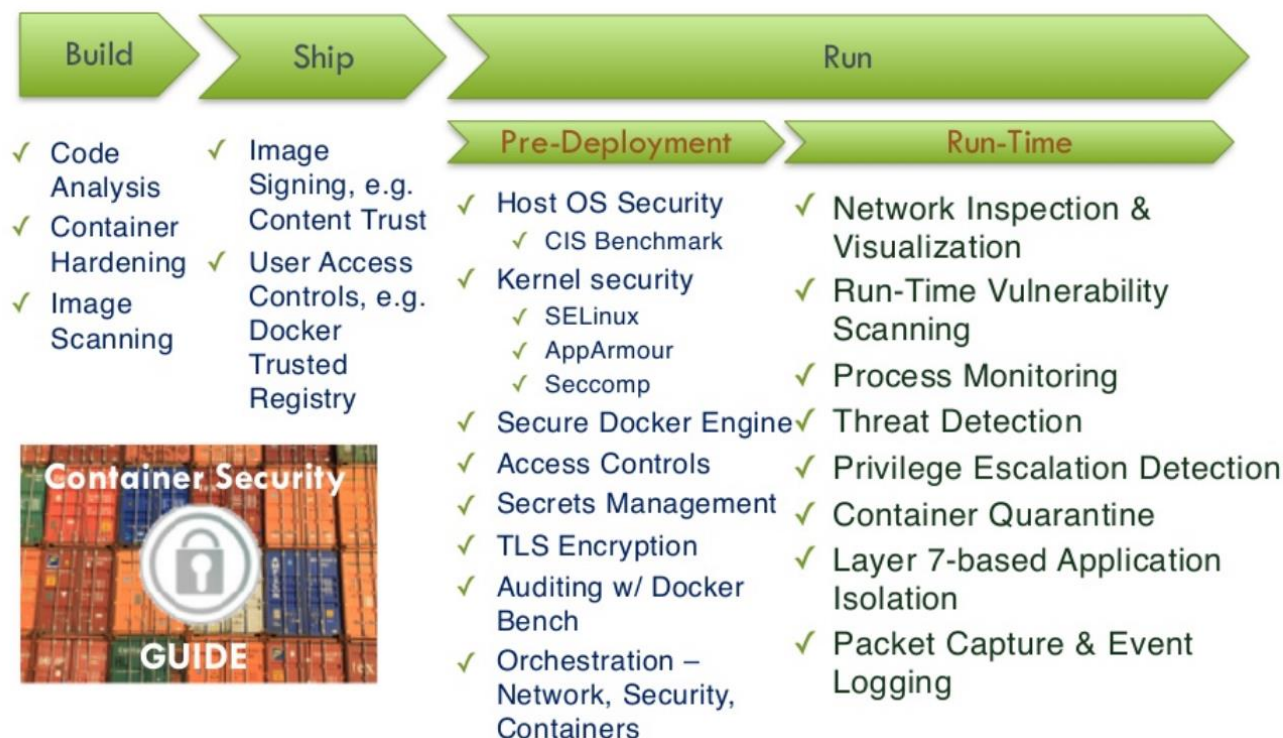 Build
Ship
Run
Code
Analysis
Container
Hardening
Image
Scanning
Image
Signing, e.g.
Content Trust
User Access
Controls, e.g.
Docker
Trusted
Registry
Pre-Deployment
Host OS Security
CIS Benchmark
Kernel security
SELinux
AppArmour
Seccomp
Secure Docker Engine
Access Controls
Secrets Management
TLS Encryption
Auditing w/ Docker
Bench
Orchestration –
Network, Security,
Containers
Run-Time
Network Inspection &
Visualization
Run-Time Vulnerability
Scanning
Process Monitoring
Threat Detection
Privilege Escalation Detection
Container Quarantine
Layer 7-based Application
Isolation
Packet Capture & Event
Logging
Container Security
GUIDE